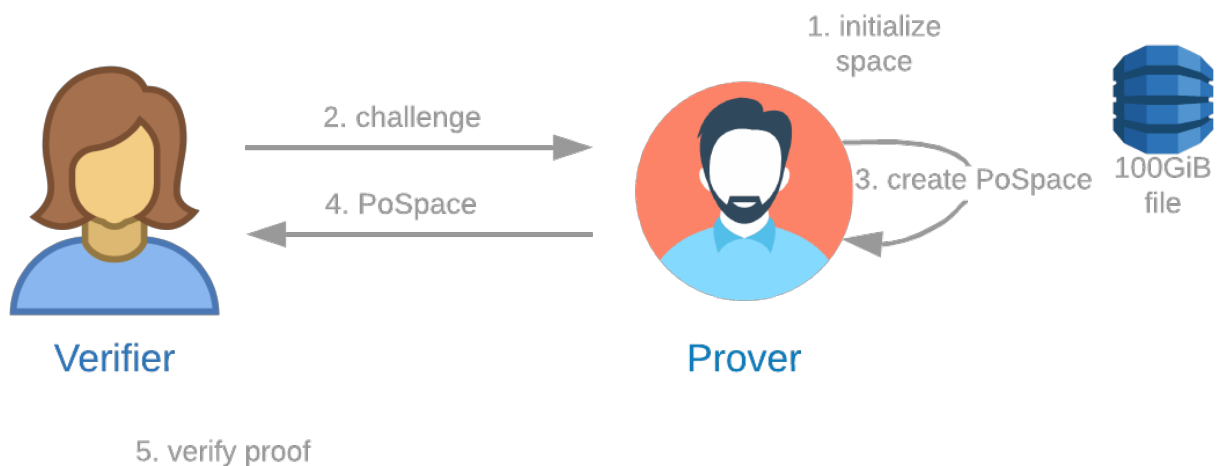 1. initialize
space
2. challenge
3. create PoSpace
100GiB
file
4. PoSpace
Verifier
Prover
5. verify proof